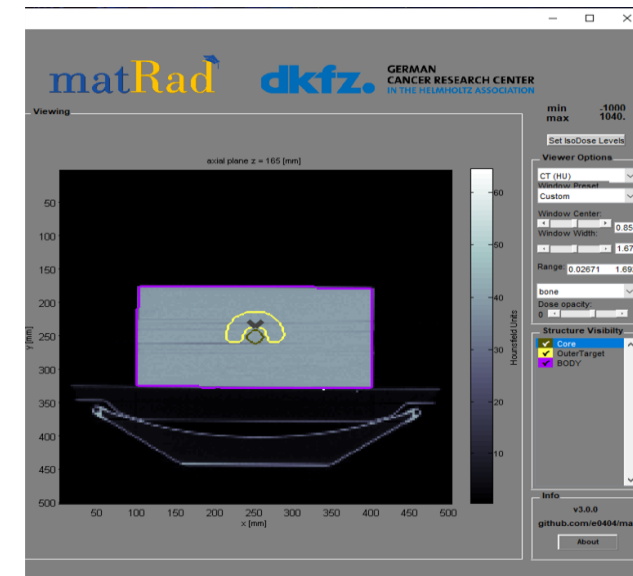 matRad
dkfz.
GERMAN
CANCER RESEARCH CENTER
IN THE HELMHOLTZ ASSOCIATION
Viewing
min -1000
max 1040.
Set IsoDose Levels
Viewer Options
CT (HU)
Window Preset
Custom
Window Center:
0.85
Window Width:
1.67
Range: 0.02671 1.69
bone
Dose opacity:
0
Structure Visibilty
Core
OuterTarget
BODY
Info
v3.0.0
github.com/e0404/ma
About
axial plane z = 165 [mm]
50
100
150
200
250
300
350
400
450
500
y [mm]
50 100 150 200 250 300 350 400 450 500
x [mm]
60
50
40
30
20
10
Hounsfield Units